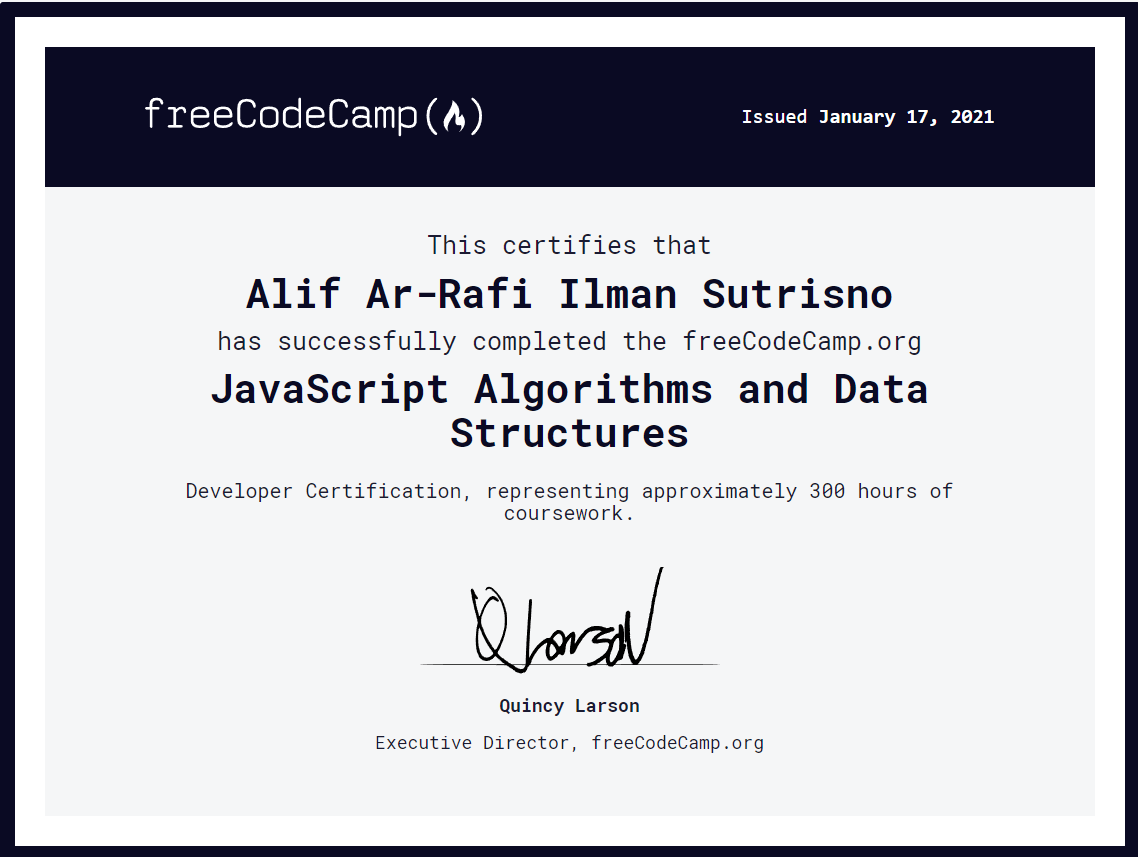 freeCodeCamp(🔥)
Issued January 17, 2021
This certifies that
Alif Ar-Rafi Ilman Sutrisno
has successfully completed the freeCodeCamp.org
JavaScript Algorithms and Data
Structures
Developer Certification, representing approximately 300 hours of
coursework.
Q Larson
Quincy Larson
Executive Director, freeCodeCamp.org